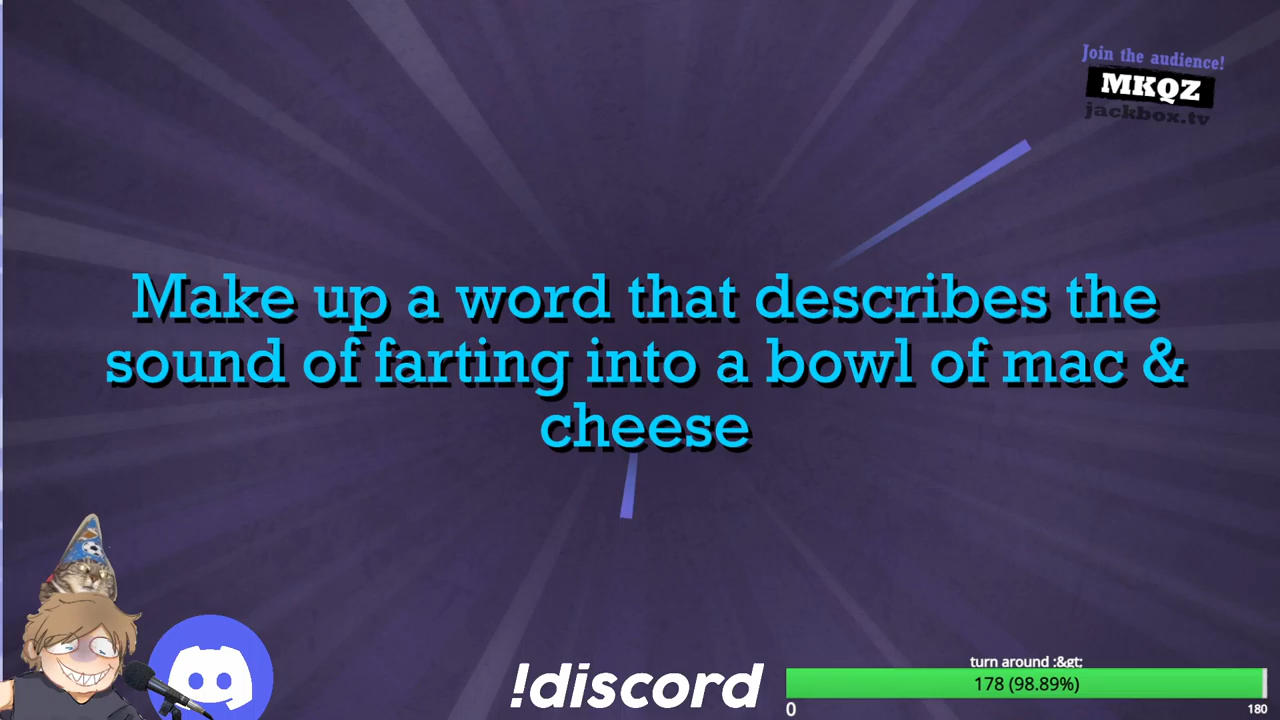 Join the audience!
MKQZ
jackbox.tv
Make up a word that describes the
sound of farting into a bowl of mac &
cheese
!discord
turn around :&gt;
178 (98.89%)
0
180